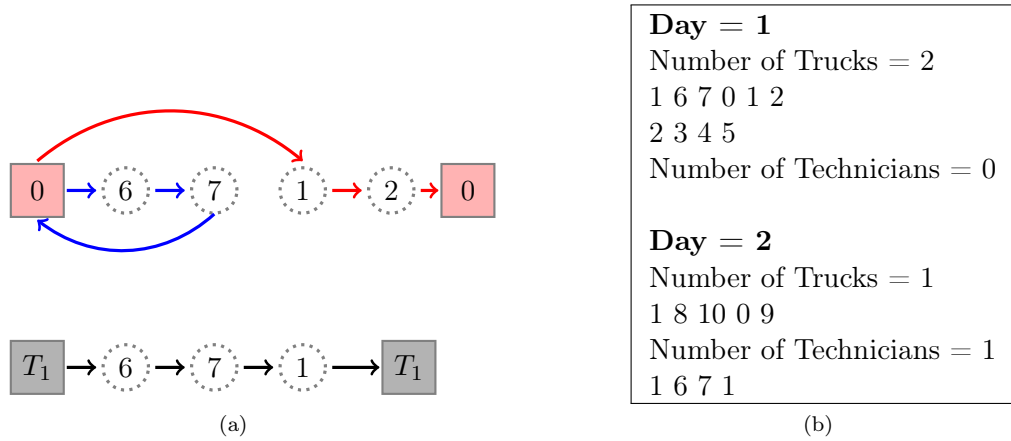 0 6 7 1 2 0
T₁ 6 7 1 T₁
(a)
Day = 1
Number of Trucks = 2
1 6 7 0 1 2
2 3 4 5
Number of Technicians = 0
Day = 2
Number of Trucks = 1
1 8 10 0 9
Number of Technicians = 1
1 6 7 1
(b)